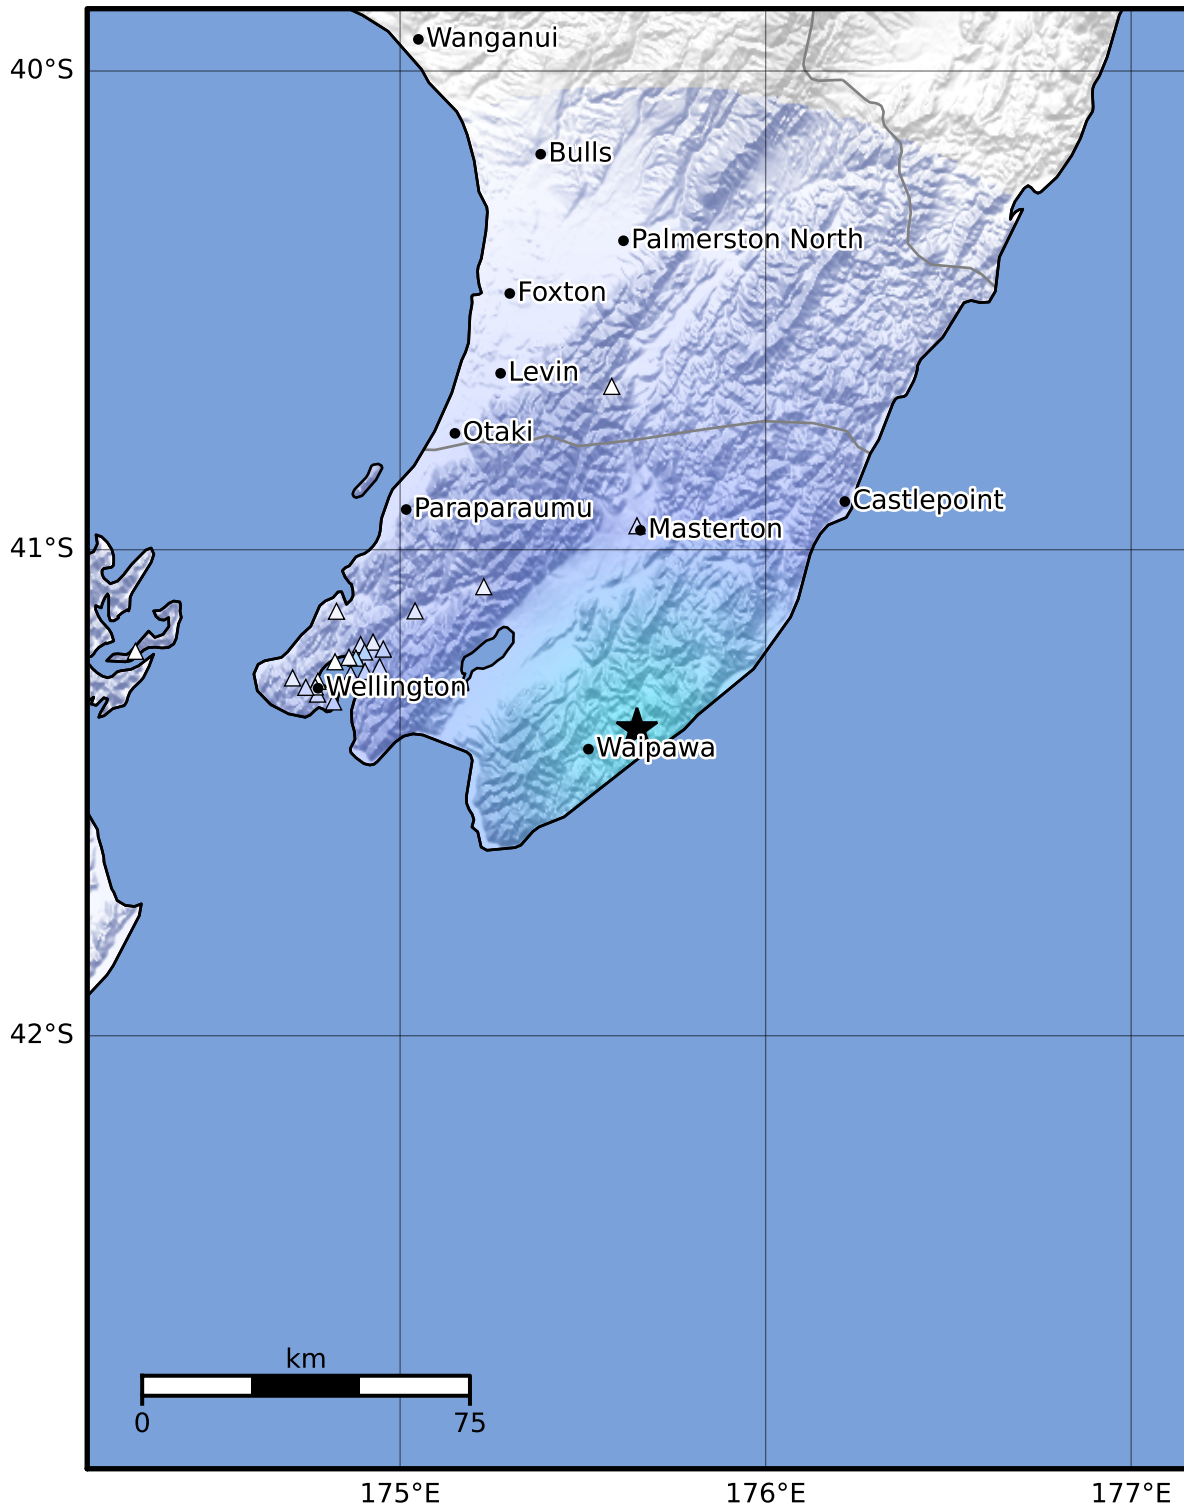 Wanganui
40°S
Bulls
Palmerston North
Foxton
Levin
Otaki
Castlepoint
Paraparaumu
Masterton
41°S
Wellington
Waipawa
42°S
km
0 75
175°E 176°E 177°E